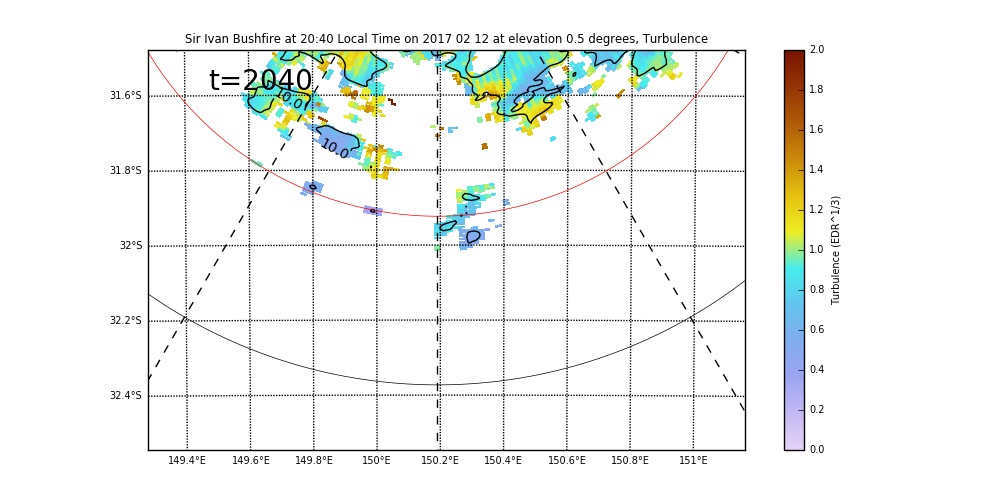 Sir Ivan Bushfire at 20:40 Local Time on 2017 02 12 at elevation 0.5 degrees, Turbulence
t=2040
10.0
10.0
31.6°S
31.8°S
32°S
32.2°S
32.4°S
149.4°E 149.6°E 149.8°E 150°E 150.2°E 150.4°E 150.6°E 150.8°E 151°E
2.0
1.8
1.6
1.4
1.2
1.0
0.8
0.6
0.4
0.2
0.0
Turbulence (EDR^1/3)